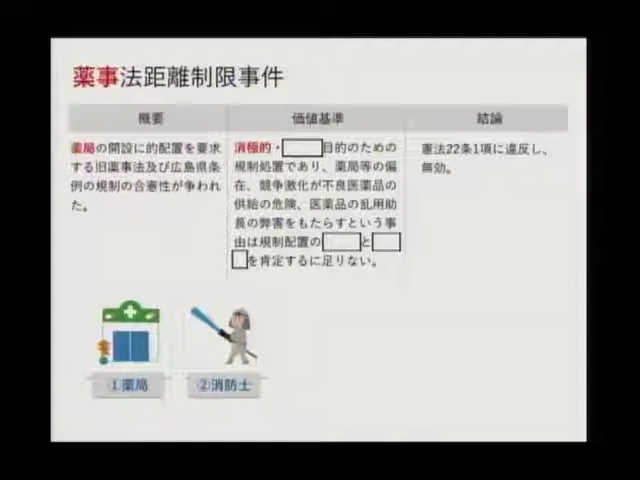 薬事法距離制限事件
概要
価値基準
結論
薬局の開設に的配置を要求
する旧薬事法及び広島県条
例の規制の合憲性が争われ
た。
消極的・目的のための
規制処置であり、薬局等の偏
在、競争激化が不良医薬品の
供給の危険、医薬品の乱用助
長の弊害をもたらすという事
由は規制配置のと
を肯定するに足りない。
憲法22条1項に違反し、
無効。
①薬局
②消防士